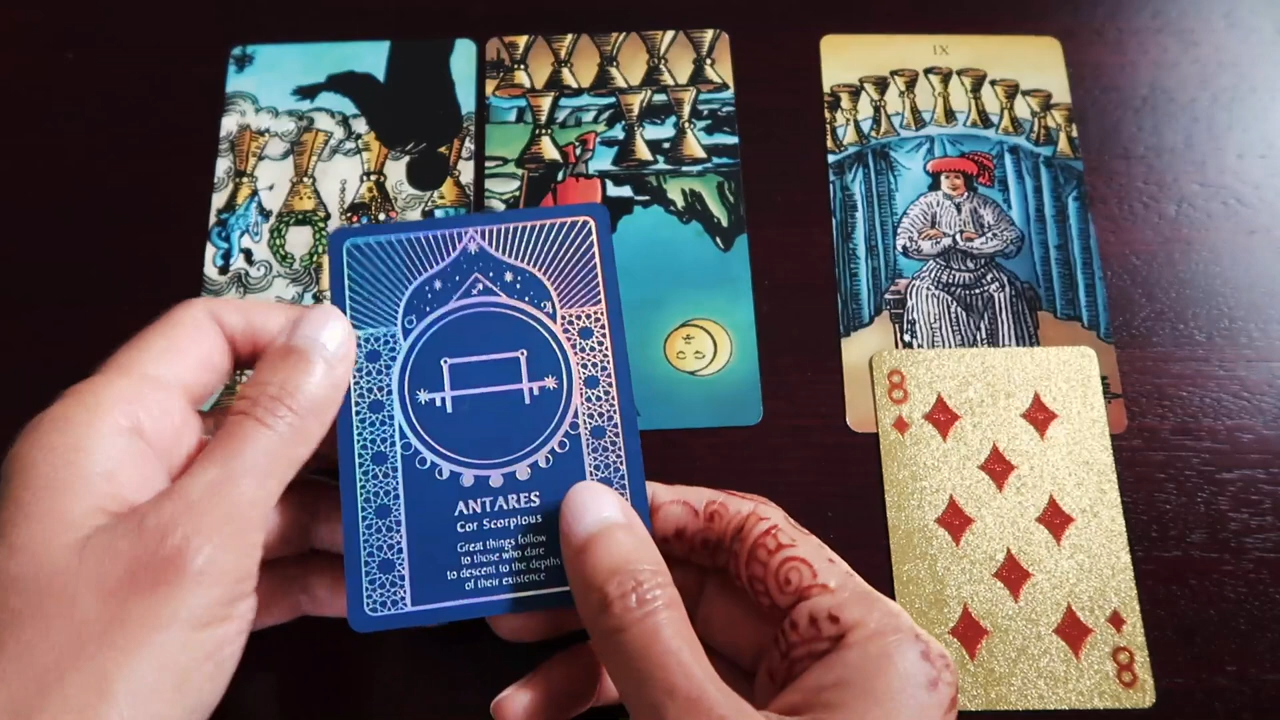 IX
8
ANTARES
Cor Scorpious
Great things follow
to those who dare
to descent to the depths
of their existence
8